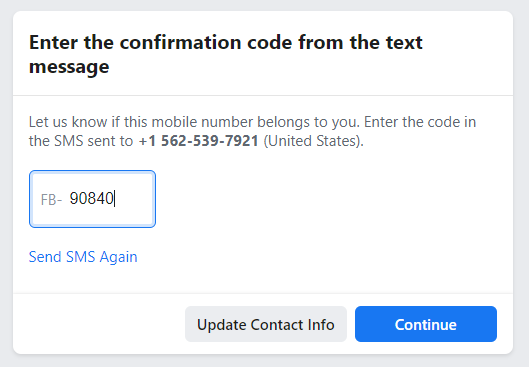 Enter the confirmation code from the text
message
Let us know if this mobile number belongs to you. Enter the code in
the SMS sent to +1 562-539-7921 (United States).
FB- 90840
Send SMS Again
Update Contact Info
Continue